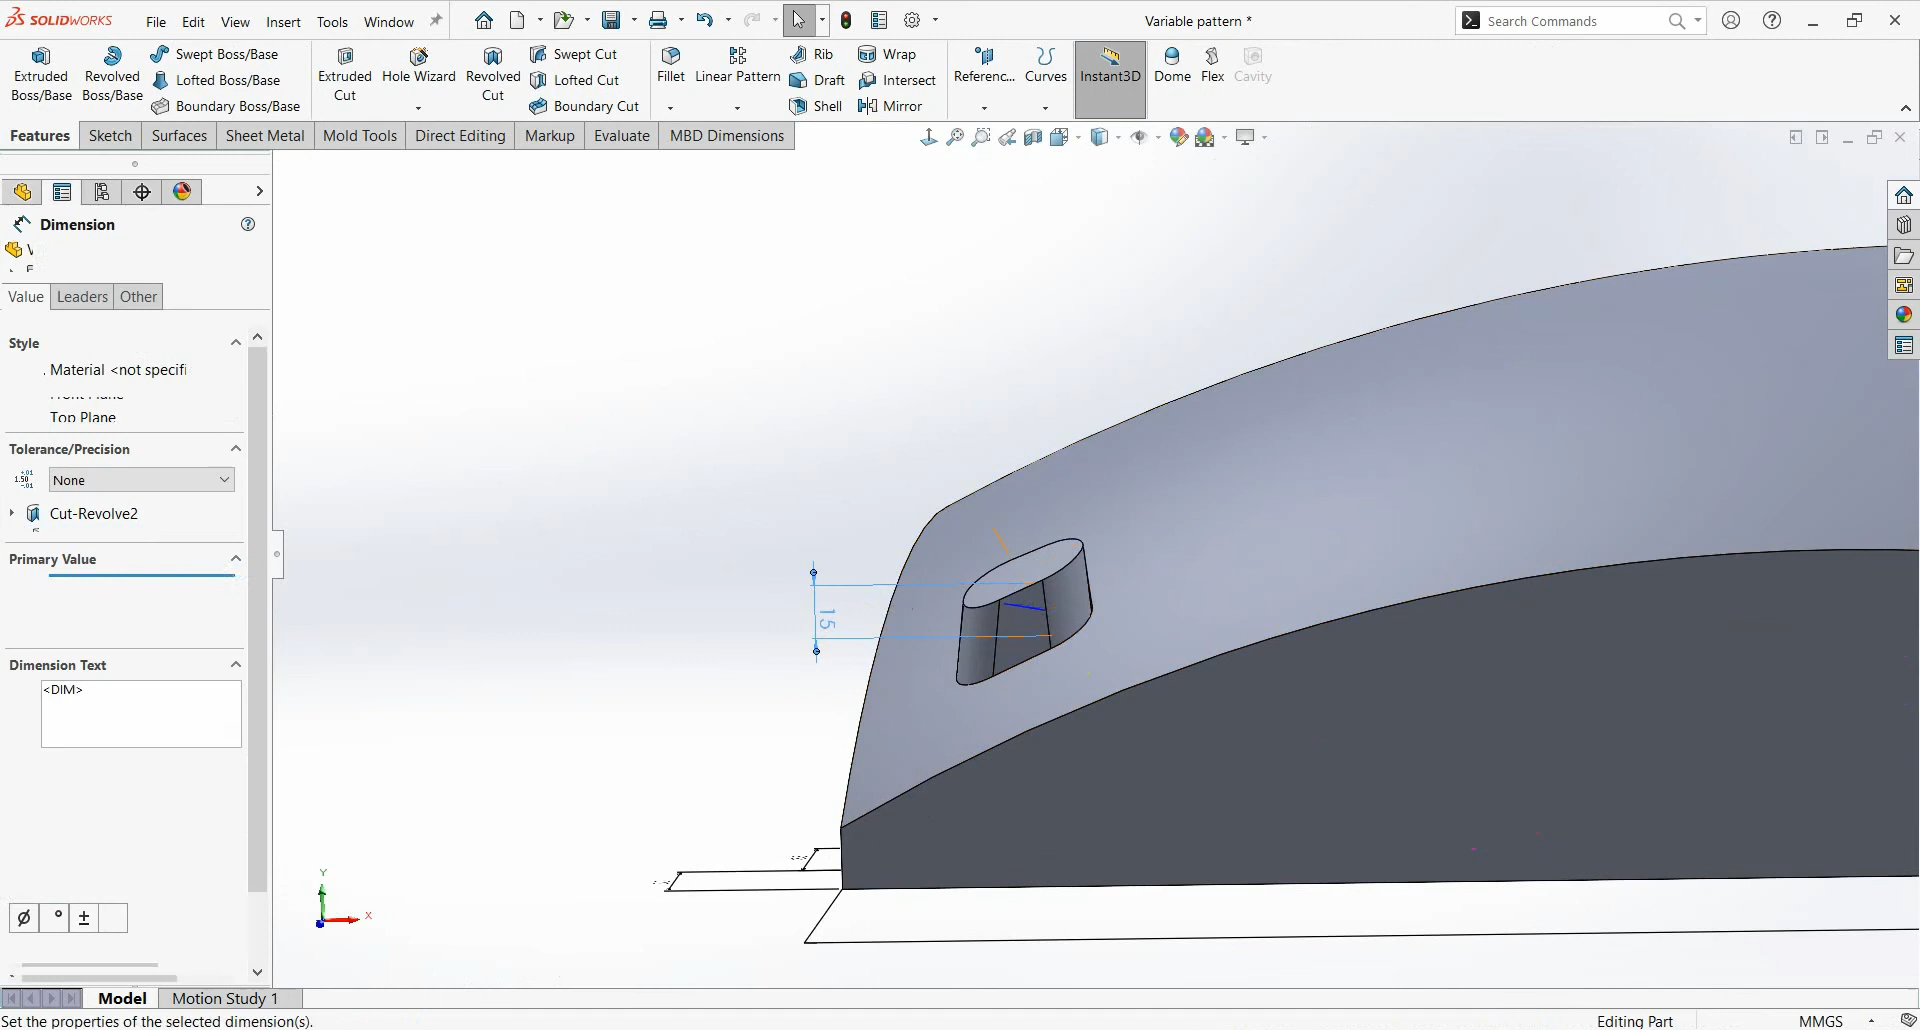 SOLIDWORKS
File
Edit
View
Insert
Tools
Window
Variable pattern *
Search Commands
Extruded Boss/Base
Revolved Boss/Base
Swept Boss/Base
Lofted Boss/Base
Boundary Boss/Base
Extruded Cut
Hole Wizard
Revolved Cut
Swept Cut
Lofted Cut
Boundary Cut
Fillet
Linear Pattern
Rib
Draft
Shell
Wrap
Intersect
Mirror
Referenc...
Curves
Instant3D
Dome
Flex
Cavity
Features
Sketch
Surfaces
Sheet Metal
Mold Tools
Direct Editing
Markup
Evaluate
MBD Dimensions
Dimension
Value
Leaders
Other
Style
Material <not specifi
Front Plane
Top Plane
Tolerance/Precision
None
Cut-Revolve2
Primary Value
Dimension Text
<DIM>
15
Y
X
Model
Motion Study 1
Set the properties of the selected dimension(s).
Editing Part
MMGS